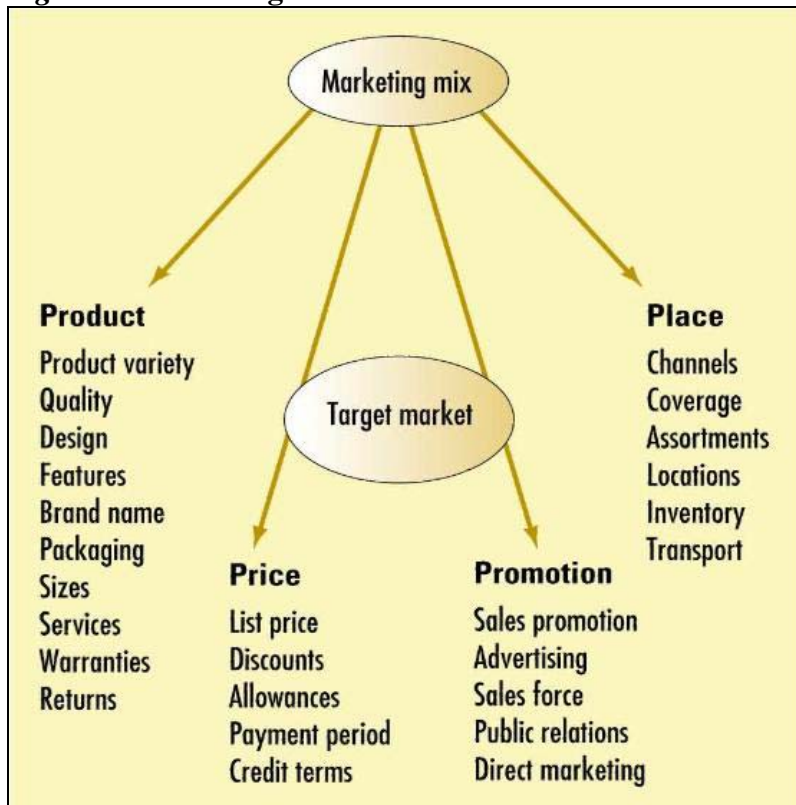 Marketing mix
Product
Product variety
Quality
Design
Features
Brand name
Packaging
Sizes
Services
Warranties
Returns
Target market
Price
List price
Discounts
Allowances
Payment period
Credit terms
Promotion
Sales promotion
Advertising
Sales force
Public relations
Direct marketing
Place
Channels
Coverage
Assortments
Locations
Inventory
Transport